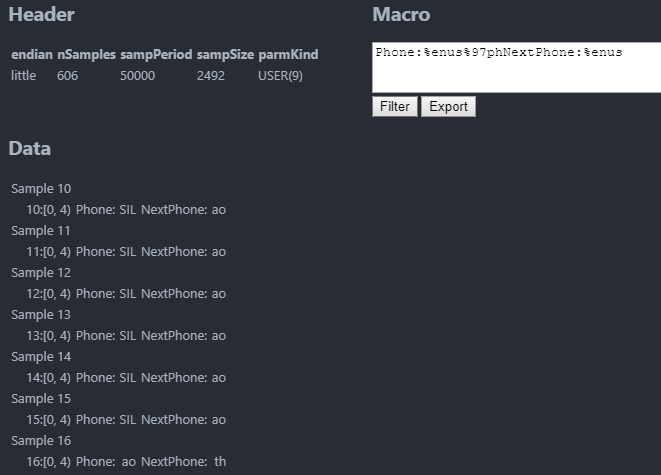 Header
endian nSamples sampPeriod sampSize parmKind
little 606 50000 2492 USER(9)
Data
Sample 10
10:[0, 4) Phone: SIL NextPhone: ao
Sample 11
11:[0, 4) Phone: SIL NextPhone: ao
Sample 12
12:[0, 4) Phone: SIL NextPhone: ao
Sample 13
13:[0, 4) Phone: SIL NextPhone: ao
Sample 14
14:[0, 4) Phone: SIL NextPhone: ao
Sample 15
15:[0, 4) Phone: SIL NextPhone: ao
Sample 16
16:[0, 4) Phone: ao NextPhone: th
Macro
Phone:%enus%97phNextPhone:%enus
Filter Export